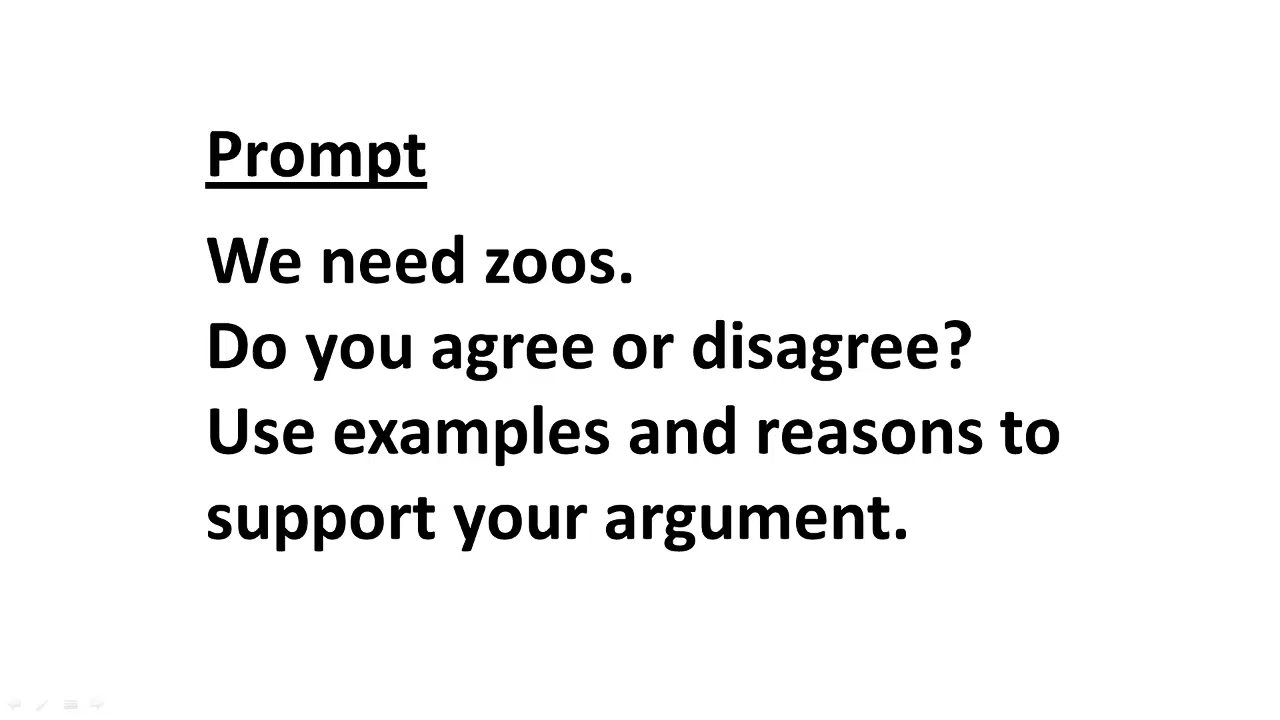 Prompt
We need zoos.
Do you agree or disagree?
Use examples and reasons to
support your argument.